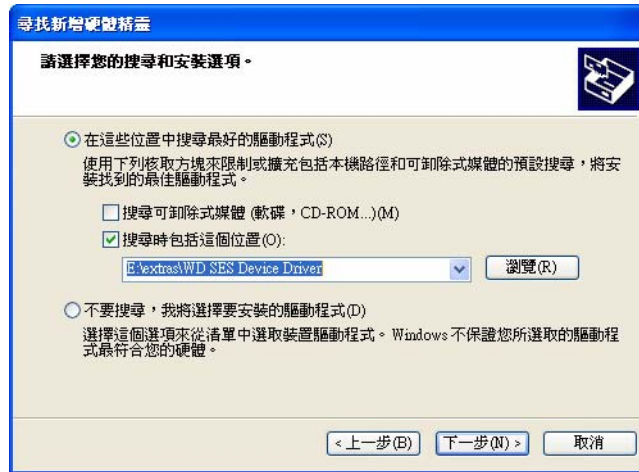 尋找新增硬體精靈
請選擇您的搜尋和安裝選項。
在這些位置中搜尋最好的驅動程式(S)
使用下列核取方塊來限制或擴充包括本機路徑和可卸除式媒體的預設搜尋，將安
裝找到的最佳驅動程式。
搜尋可卸除式媒體 (軟碟，CD-ROM...)(M)
搜尋時包括這個位置(O):
E:\extras\WD SES Device Driver
瀏覽(R)
不要搜尋，我將選擇要安裝的驅動程式(D)
選擇這個選項來從清單中選取裝置驅動程式。Windows 不保證您所選取的驅動程
式最符合您的硬體。
<上一步(B)
下一步(N)>
取消